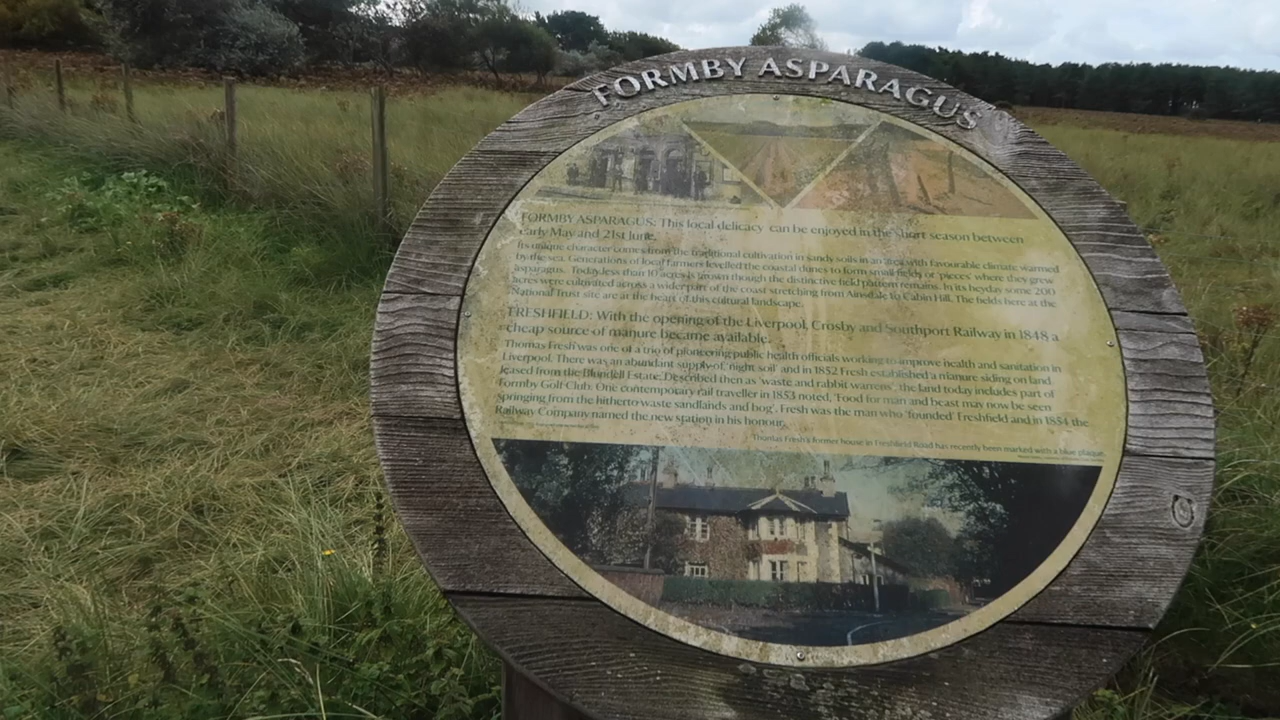 FORMBY ASPARAGUS
FORMBY ASPARAGUS: This local delicacy can be enjoyed in the short season between
early May and 21st June.
Its unique character comes from the traditional cultivation in sands soils in an area with favourable climate warmed
by the sea. Generations of local farmers levelled the coastal dunes to form small fields or 'pieces' where they grew
asparagus. Today less than 10 acres is grown though the distinctive field pattern remains. In its heyday some 200
acres were cultivated across a wider part of the coast stretching from Ainsdale to Cabin Hill. The fields here at the
National Trust site are at the heart of this cultural landscape.
FRESHFIELD: With the opening of the Liverpool, Crosby and Southport Railway in 1848 a
cheap source of manure became available.
Thomas Fresh was one of a trio of pioneering public health officials working to improve health and sanitation in
Liverpool. There was an abundant supply of 'night soil' and in 1852 Fresh established a manure siding on land
leased from the Blundell Estate. Described then as 'waste and rabbit warrens', the land today includes part of
Formby Golf Club. One contemporary rail traveller in 1853 noted, 'Food for man and beast may now be seen
springing from the hitherto waste sandlands and bog'. Fresh was the man who 'founded' Freshfield and in 1854 the
Railway Company named the new station in his honour.
Thomas Fresh's former house in Freshfield Road has recently been marked with a blue plaque.